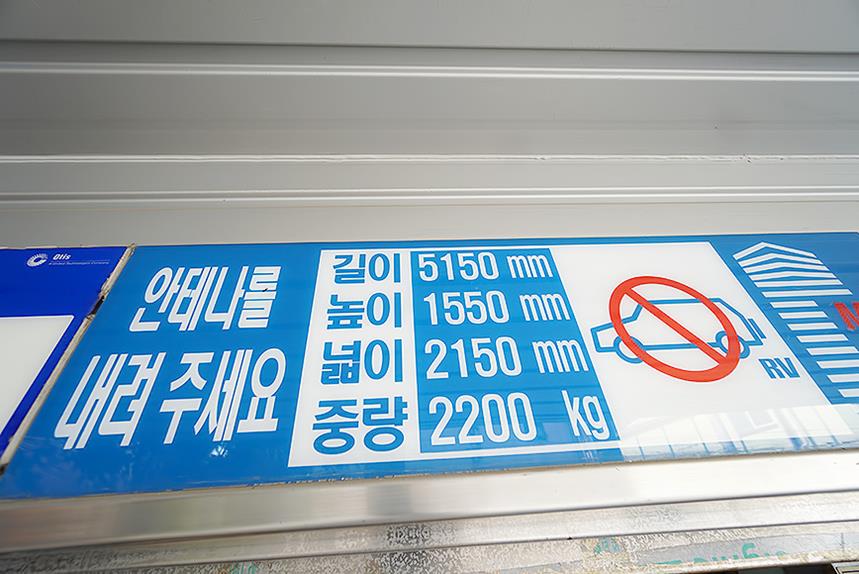 Otis
안테나를
내려 주세요
길이 5150 mm
높이 1550 mm
넓이 2150 mm
중량 2200 kg
RV
M